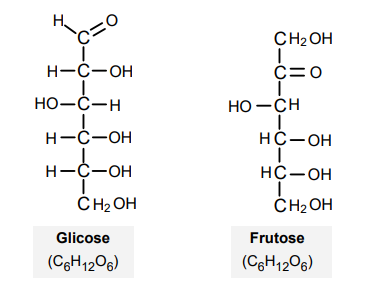 H O
C
H–C–OH
HO–C–H
H–C–OH
H–C–OH
CH₂OH
Glicose
(C₆H₁₂O₆)
CH₂OH
C=O
HO–CH
HC–OH
HC–OH
CH₂OH
Frutose
(C₆H₁₂O₆)